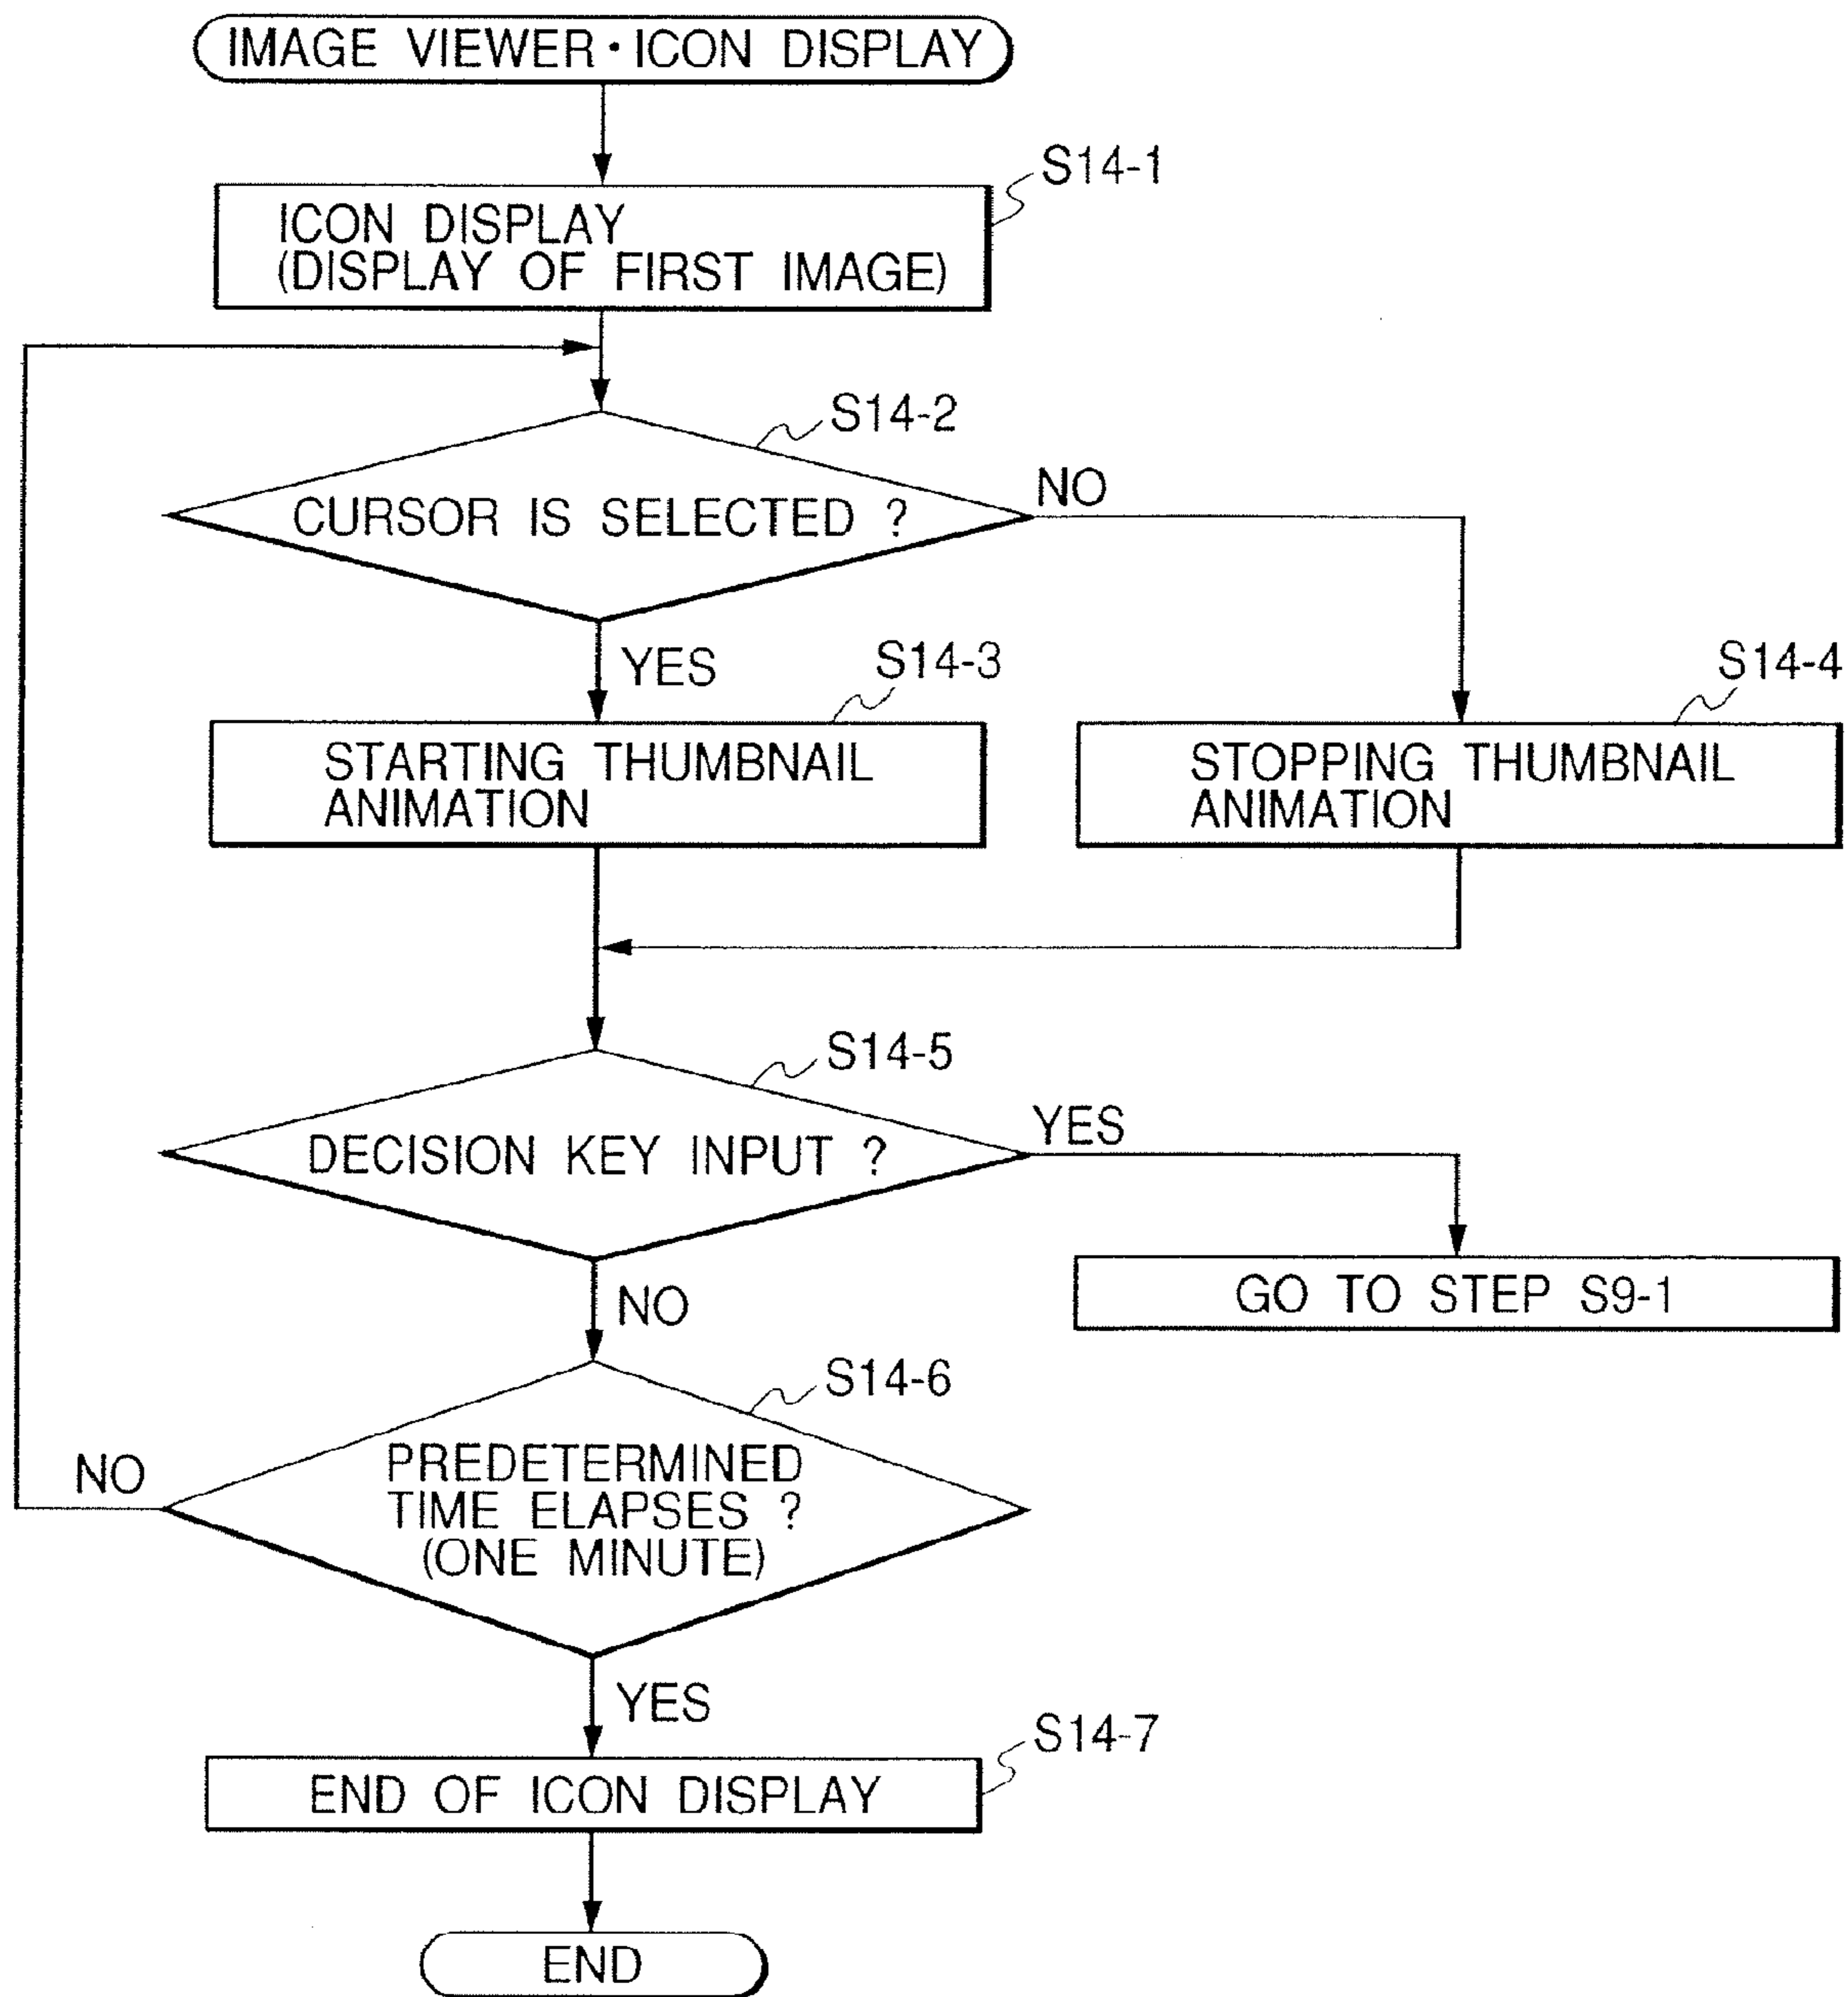 IMAGE VIEWER・ICON DISPLAY
S14-1
ICON DISPLAY
(DISPLAY OF FIRST IMAGE)
S14-2
CURSOR IS SELECTED ?
NO
YES
S14-3
S14-4
STARTING THUMBNAIL
ANIMATION
STOPPING THUMBNAIL
ANIMATION
S14-5
DECISION KEY INPUT ?
YES
GO TO STEP S9-1
NO
S14-6
PREDETERMINED
TIME ELAPSES ?
(ONE MINUTE)
NO
YES
S14-7
END OF ICON DISPLAY
END